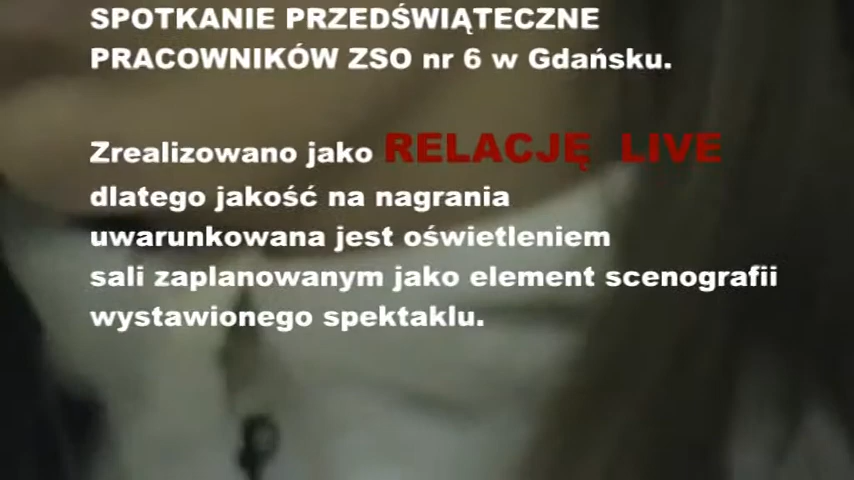 SPOTKANIE PRZEDŚWIĄTECZNE
PRACOWNIKÓW ZSO nr 6 w Gdańsku.
Zrealizowano jako RELACJĘ LIVE
dlatego jakość na nagrania
uwarunkowana jest oświetleniem
sali zaplanowanym jako element scenografii
wystawionego spektaklu.